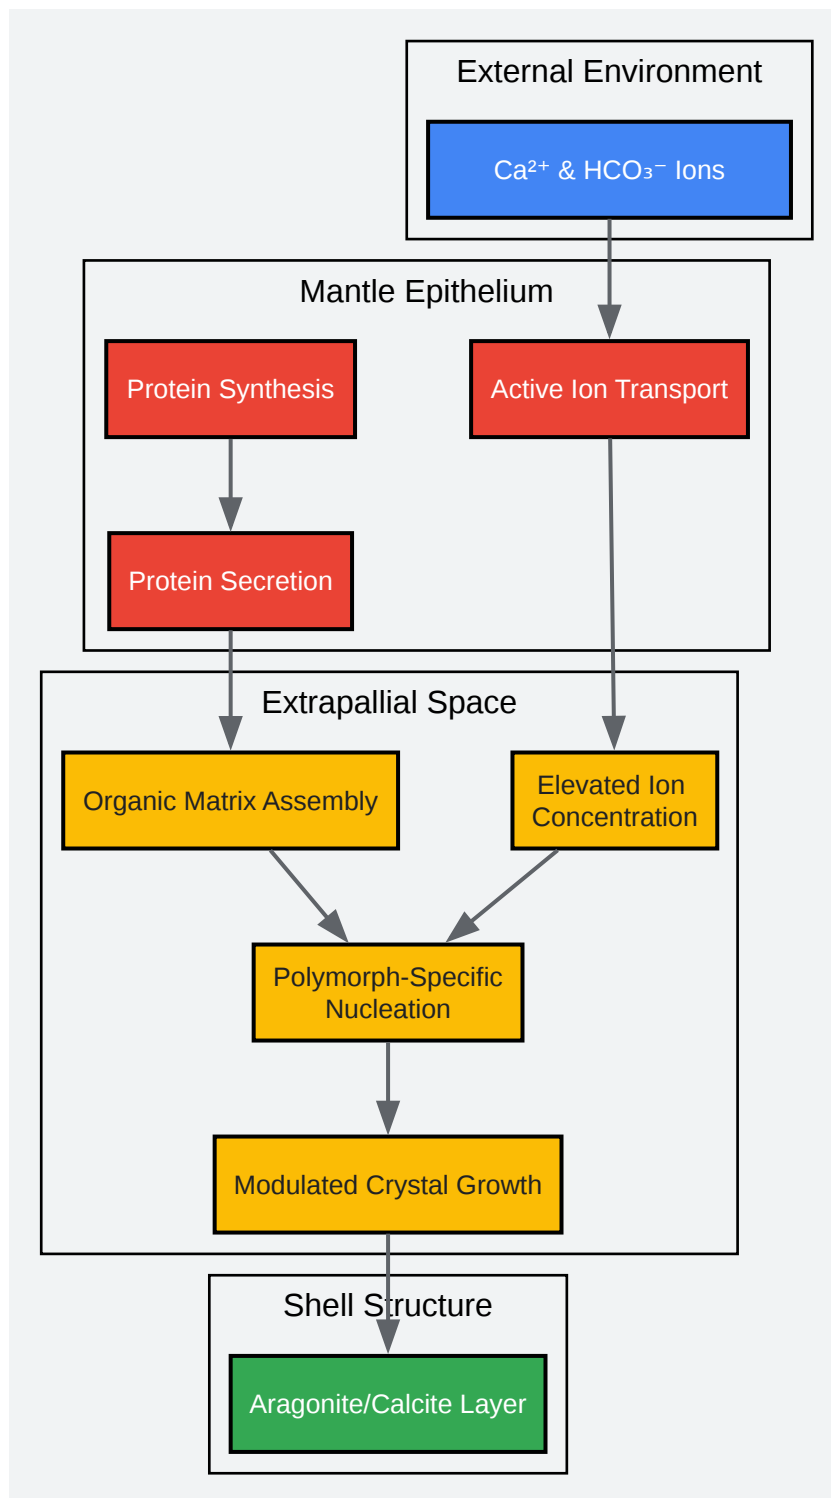 External Environment
Ca²⁺ & HCO₃⁻ Ions
Mantle Epithelium
Protein Synthesis
Active Ion Transport
Protein Secretion
Extrapallial Space
Organic Matrix Assembly
Elevated Ion
Concentration
Polymorph-Specific
Nucleation
Modulated Crystal Growth
Shell Structure
Aragonite/Calcite Layer